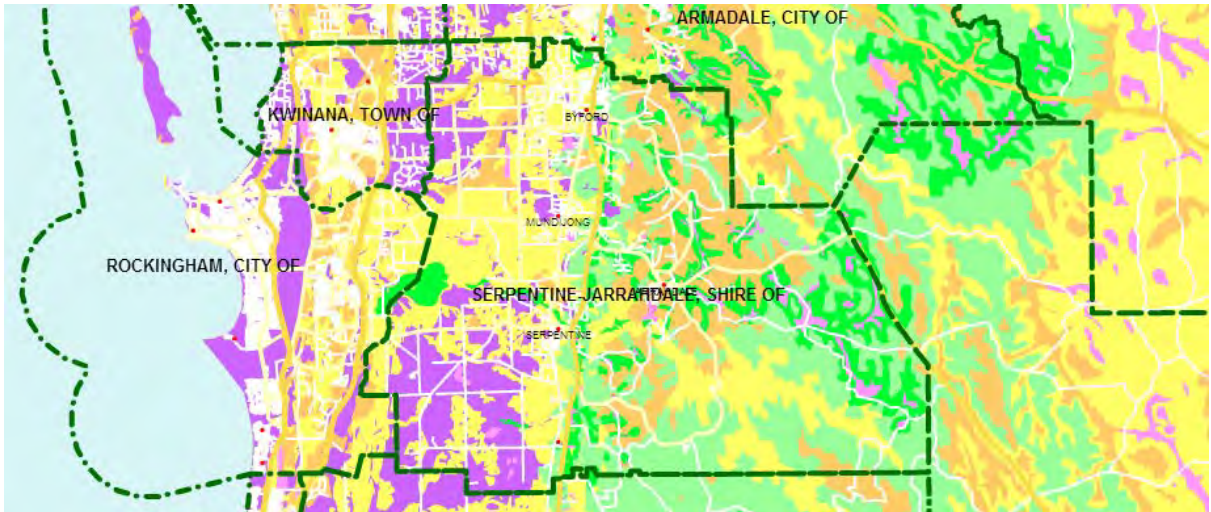 ARMADALE, CITY OF
KWINANA, TOWN OF
BYFORD
MUNDIJONG
ROCKINGHAM, CITY OF
SERPENTINE-JARRAHDALE, SHIRE OF
SERPENTINE